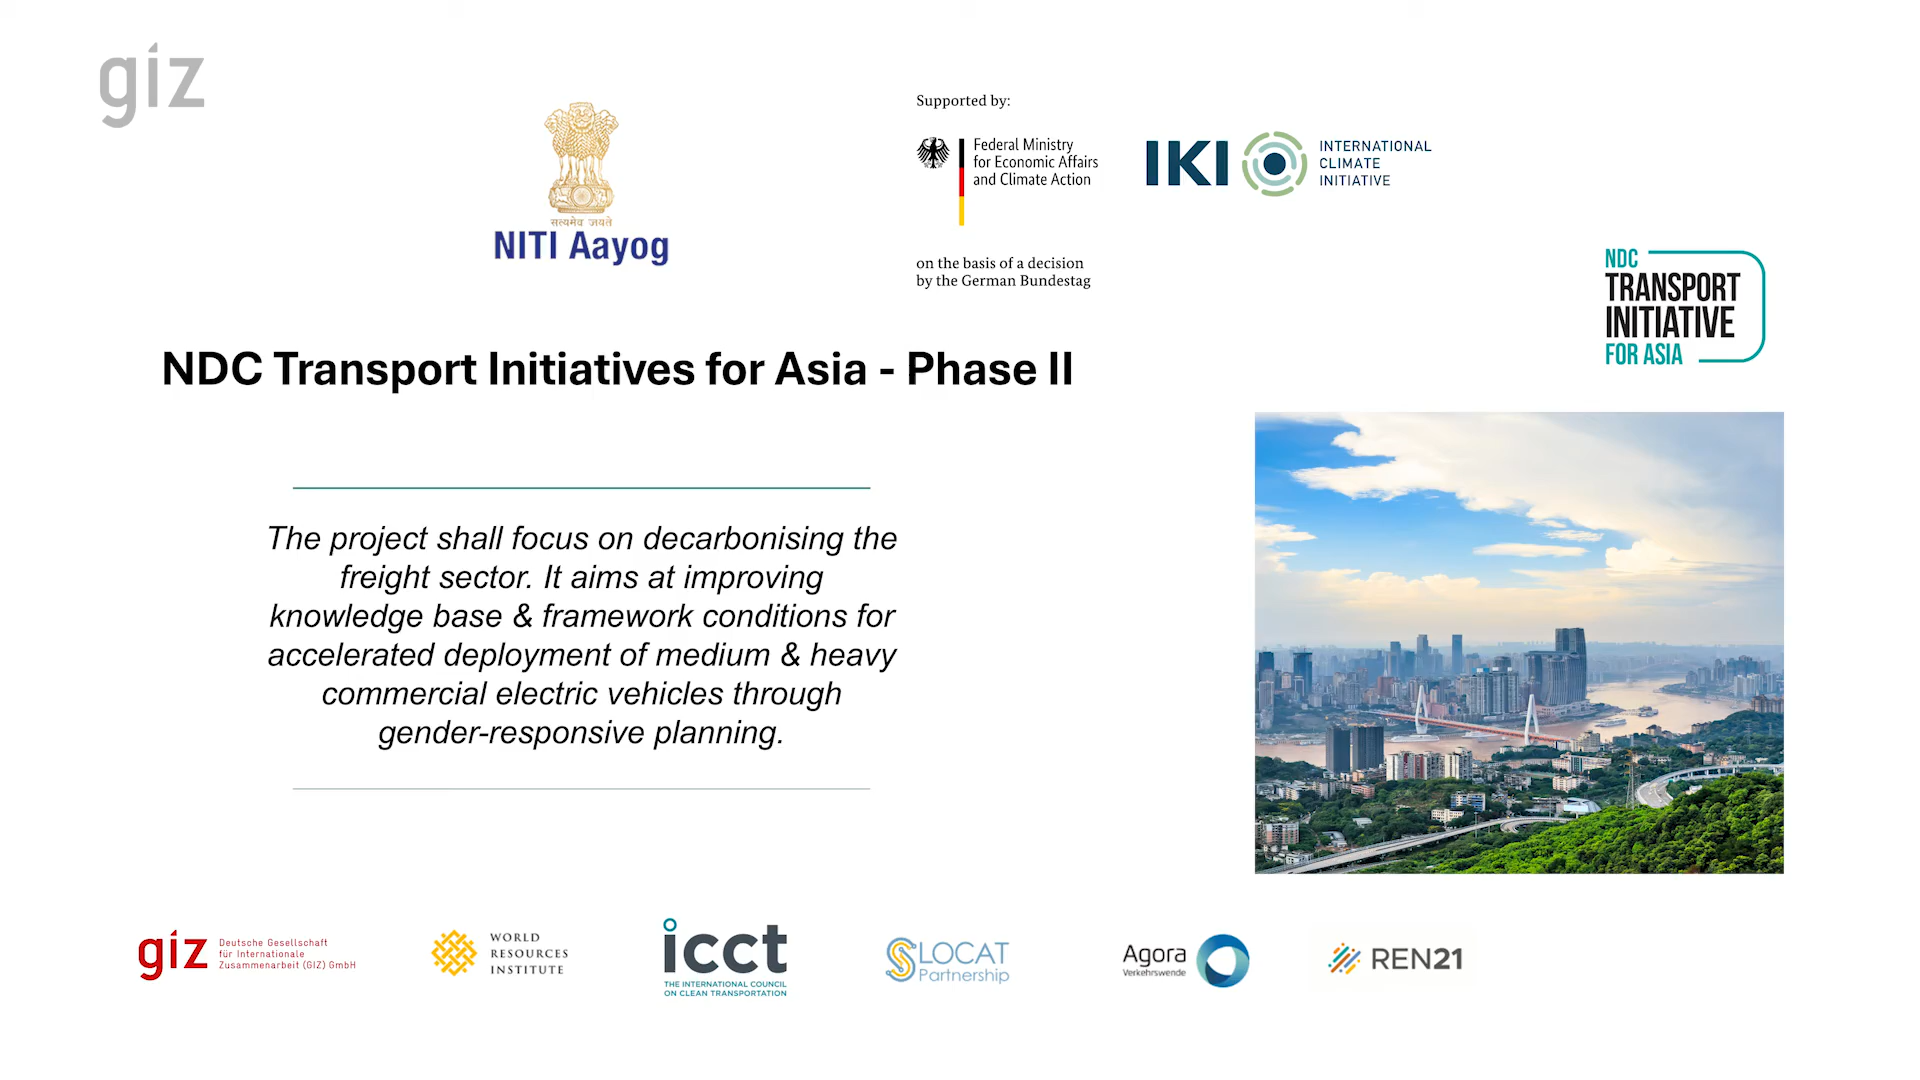 giz
सत्यमेव जयते
NITI Aayog
Supported by:
Federal Ministry
for Economic Affairs
and Climate Action
on the basis of a decision
by the German Bundestag
IKI
INTERNATIONAL
CLIMATE
INITIATIVE
NDC
TRANSPORT
INITIATIVE
FOR ASIA
NDC Transport Initiatives for Asia - Phase II
The project shall focus on decarbonising the
freight sector. It aims at improving
knowledge base & framework conditions for
accelerated deployment of medium & heavy
commercial electric vehicles through
gender-responsive planning.
giz
Deutsche Gesellschaft
für Internationale
Zusammenarbeit (GIZ) GmbH
WORLD
RESOURCES
INSTITUTE
icct
THE INTERNATIONAL COUNCIL
ON CLEAN TRANSPORTATION
SLOCAT
Partnership
Agora
Verkehrswende
REN21